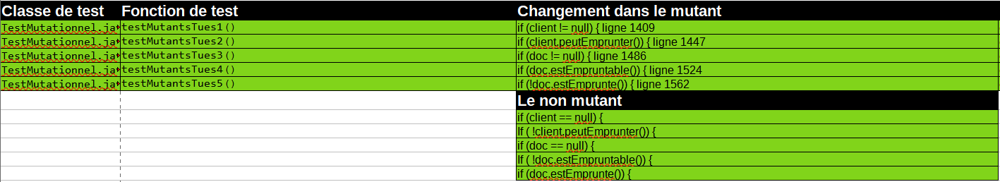 Classe de test Fonction de test Changement dans le mutant
TestMutationnel.ja testMutantsTues1() if (client != null) { ligne 1409
TestMutationnel.ja testMutantsTues2() if (client.peutEmprunter()) { ligne 1447
TestMutationnel.ja testMutantsTues3() if (doc != null) { ligne 1486
TestMutationnel.ja testMutantsTues4() if (doc.estEmpruntable()) { ligne 1524
TestMutationnel.ja testMutantsTues5() if (!doc.estEmprunte()) { ligne 1562
Le non mutant
if (client == null) {
If ( !client.peutEmprunter()) {
if (doc == null) {
If ( !doc.estEmpruntable()) {
if (doc.estEmprunte()) {